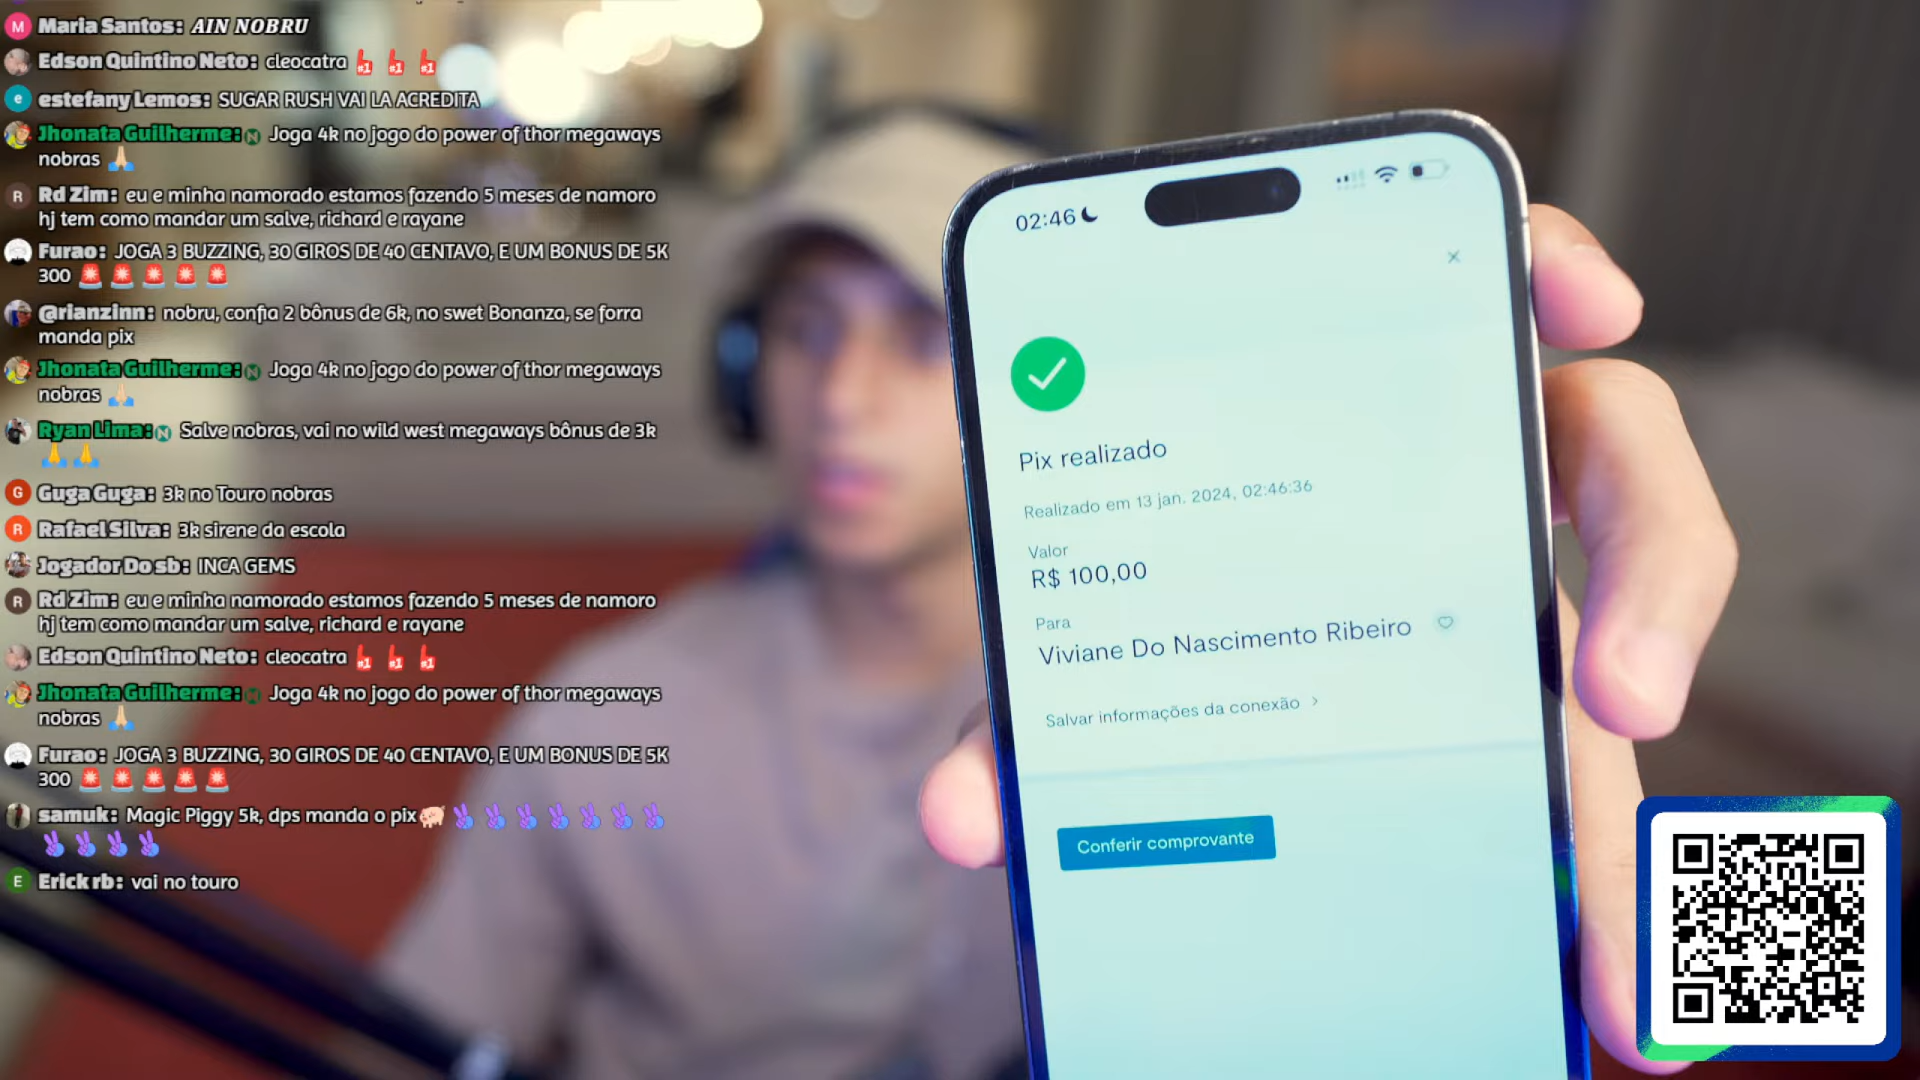 Maria Santos: AIN NOBRU
Edson Quintino Neto: cleocatra #1 #1 #1
estefany Lemos: SUGAR RUSH VAI LA ACREDITA
Jhonata Guilherme: N Joga 4k no jogo do power of thor megaways
nobras 🙏🏻
Rd Zim: eu e minha namorado estamos fazendo 5 meses de namoro
hj tem como mandar um salve, richard e rayane
Furao: JOGA 3 BUZZING, 30 GIROS DE 40 CENTAVO, E UM BONUS DE 5K
300 🚨 🚨 🚨 🚨 🚨
@rianzinn: nobru, confia 2 bônus de 6k, no swet Bonanza, se forra
manda pix
Jhonata Guilherme: N Joga 4k no jogo do power of thor megaways
nobras 🙏🏻
Ryan Lima: N Salve nobras, vai no wild west megaways bônus de 3k
🙏 🙏
Guga Guga: 3k no Touro nobras
Rafael Silva: 3k sirene da escola
Jogador Do sb: INCA GEMS
Rd Zim: eu e minha namorado estamos fazendo 5 meses de namoro
hj tem como mandar um salve, richard e rayane
Edson Quintino Neto: cleocatra #1 #1 #1
Jhonata Guilherme: N Joga 4k no jogo do power of thor megaways
nobras 🙏🏻
Furao: JOGA 3 BUZZING, 30 GIROS DE 40 CENTAVO, E UM BONUS DE 5K
300 🚨 🚨 🚨 🚨 🚨
samuk: Magic Piggy 5k, dps manda o pix🐖
Erick rb: vai no touro
02:46
Pix realizado
Realizado em 13 jan. 2024, 02:46:36
Valor
R$ 100,00
Para
Viviane Do Nascimento Ribeiro
Salvar informações da conexão >
Conferir comprovante